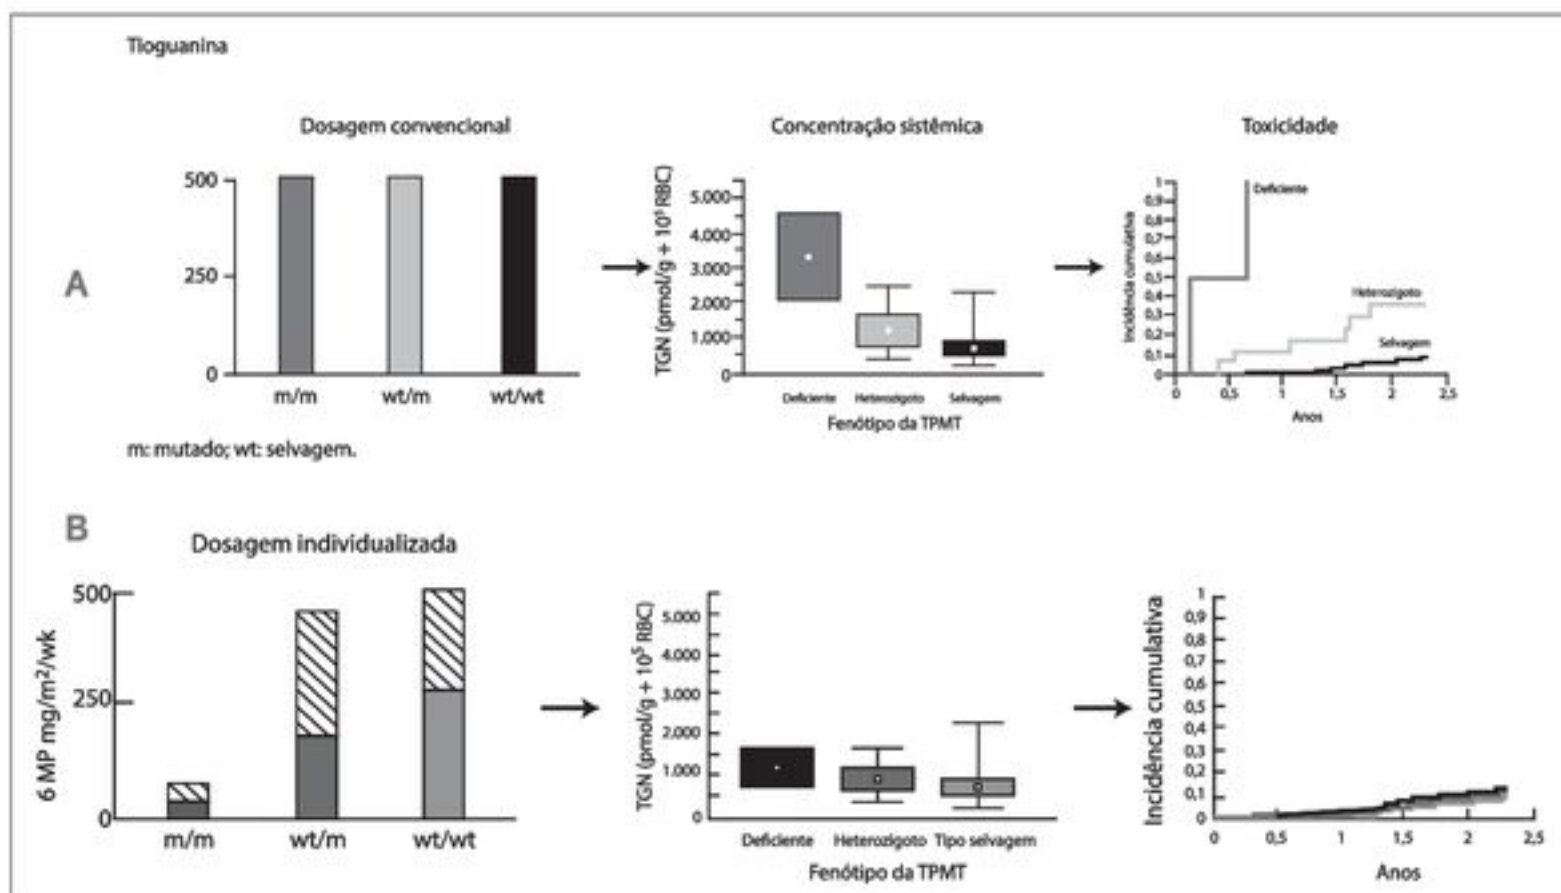 Tioguanina
A
Dosagem convencional
500
250
0
m/m wt/m wt/wt
m: mutado; wt: selvagem.
Concentração sistêmica
TGN (pmol/g + 10⁵ RBC)
5.000
4.000
3.000
2.000
1.000
0
Deficiente Heterozigoto Selvagem
Fenótipo da TPMT
Toxicidade
Incidência cumulativa
1
0,9
0,8
0,7
0,6
0,5
0,4
0,3
0,2
0,1
0
Deficiente
Heterozigoto
Selvagem
0 0,5 1 1,5 2 2,5
Anos
B
Dosagem individualizada
6 MP mg/m²/wk
500
250
0
m/m wt/m wt/wt
TGN (pmol/g + 10⁵ RBC)
5.000
4.000
3.000
2.000
1.000
0
Deficiente Heterozigoto Tipo selvagem
Fenótipo da TPMT
Incidência cumulativa
1
0,9
0,8
0,7
0,6
0,5
0,4
0,3
0,2
0,1
0
0 0,5 1 1,5 2 2,5
Anos